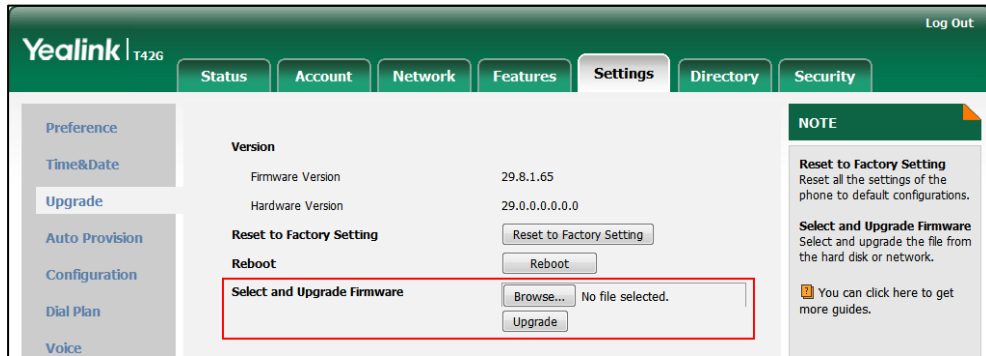 Log Out
Yealink T42G
Status Account Network Features Settings Directory Security
Preference
Time&Date
Upgrade
Auto Provision
Configuration
Dial Plan
Voice
Version
Firmware Version 29.8.1.65
Hardware Version 29.0.0.0.0.0.0
Reset to Factory Setting Reset to Factory Setting
Reboot Reboot
Select and Upgrade Firmware Browse... No file selected.
Upgrade
NOTE
Reset to Factory Setting
Reset all the settings of the
phone to default configurations.
Select and Upgrade Firmware
Select and upgrade the file from
the hard disk or network.
You can click here to get
more guides.